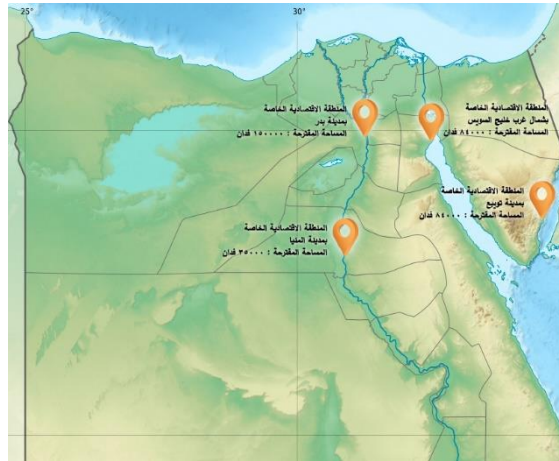 25°
30°
المنطقة الاقتصادية الخاصة
بمدينة بدر
المساحة المقترحة : ١٥٠٠٠٠ فدان
المنطقة الاقتصادية الخاصة
بشمال غرب خليج السويس
المساحة المقترحة : ٨٤٠٠٠ فدان
المنطقة الاقتصادية الخاصة
بمدينة نويبع
المساحة المقترحة : ٨٤٠٠٠ فدان
المنطقة الاقتصادية الخاصة
بمدينة المنيا
المساحة المقترحة : ٣٥٠٠٠ فدان